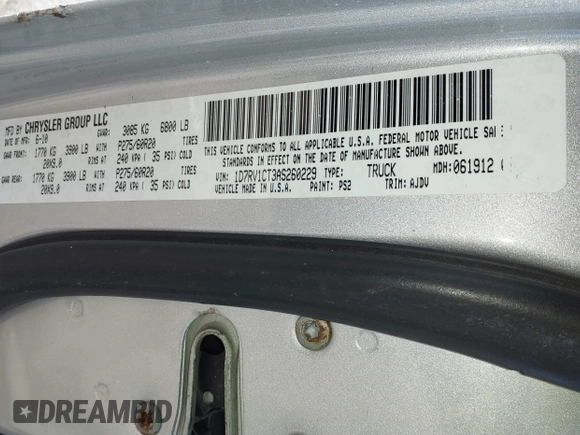 MFD BY CHRYSLER GROUP LLC
DATE OF MFR: 6-10 GVWR: 3085 KG 6800 LB
GAWR FRONT: 1770 KG 3900 LB TIRES P275/60R20
RIMS 20X9.0 AT 240 KPA ( 35 PSI) COLD
GAWR REAR: 1770 KG 3900 LB TIRES P275/60R20
RIMS 20X9.0 AT 240 KPA ( 35 PSI) COLD
THIS VEHICLE CONFORMS TO ALL APPLICABLE U.S.A. FEDERAL MOTOR VEHICLE SA
STANDARDS IN EFFECT ON THE DATE OF MANUFACTURE SHOWN ABOVE.
VIN: 1D7RV1CT3AS260229 TYPE: TRUCK MDH: 061912
VEHICLE MADE IN U.S.A. PAINT: PS2 TRIM: AJDV
DREAMBID